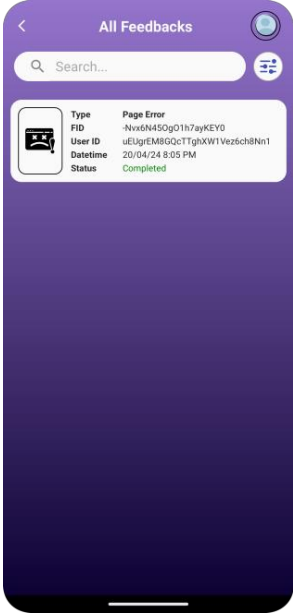 All Feedbacks
Search...
Type Page Error
FID -Nvx6N45OgO1h7ayKEY0
User ID uEUgrEM8GQcTTghXW1Vez6ch8Nn1
Datetime 20/04/24 8:05 PM
Status Completed